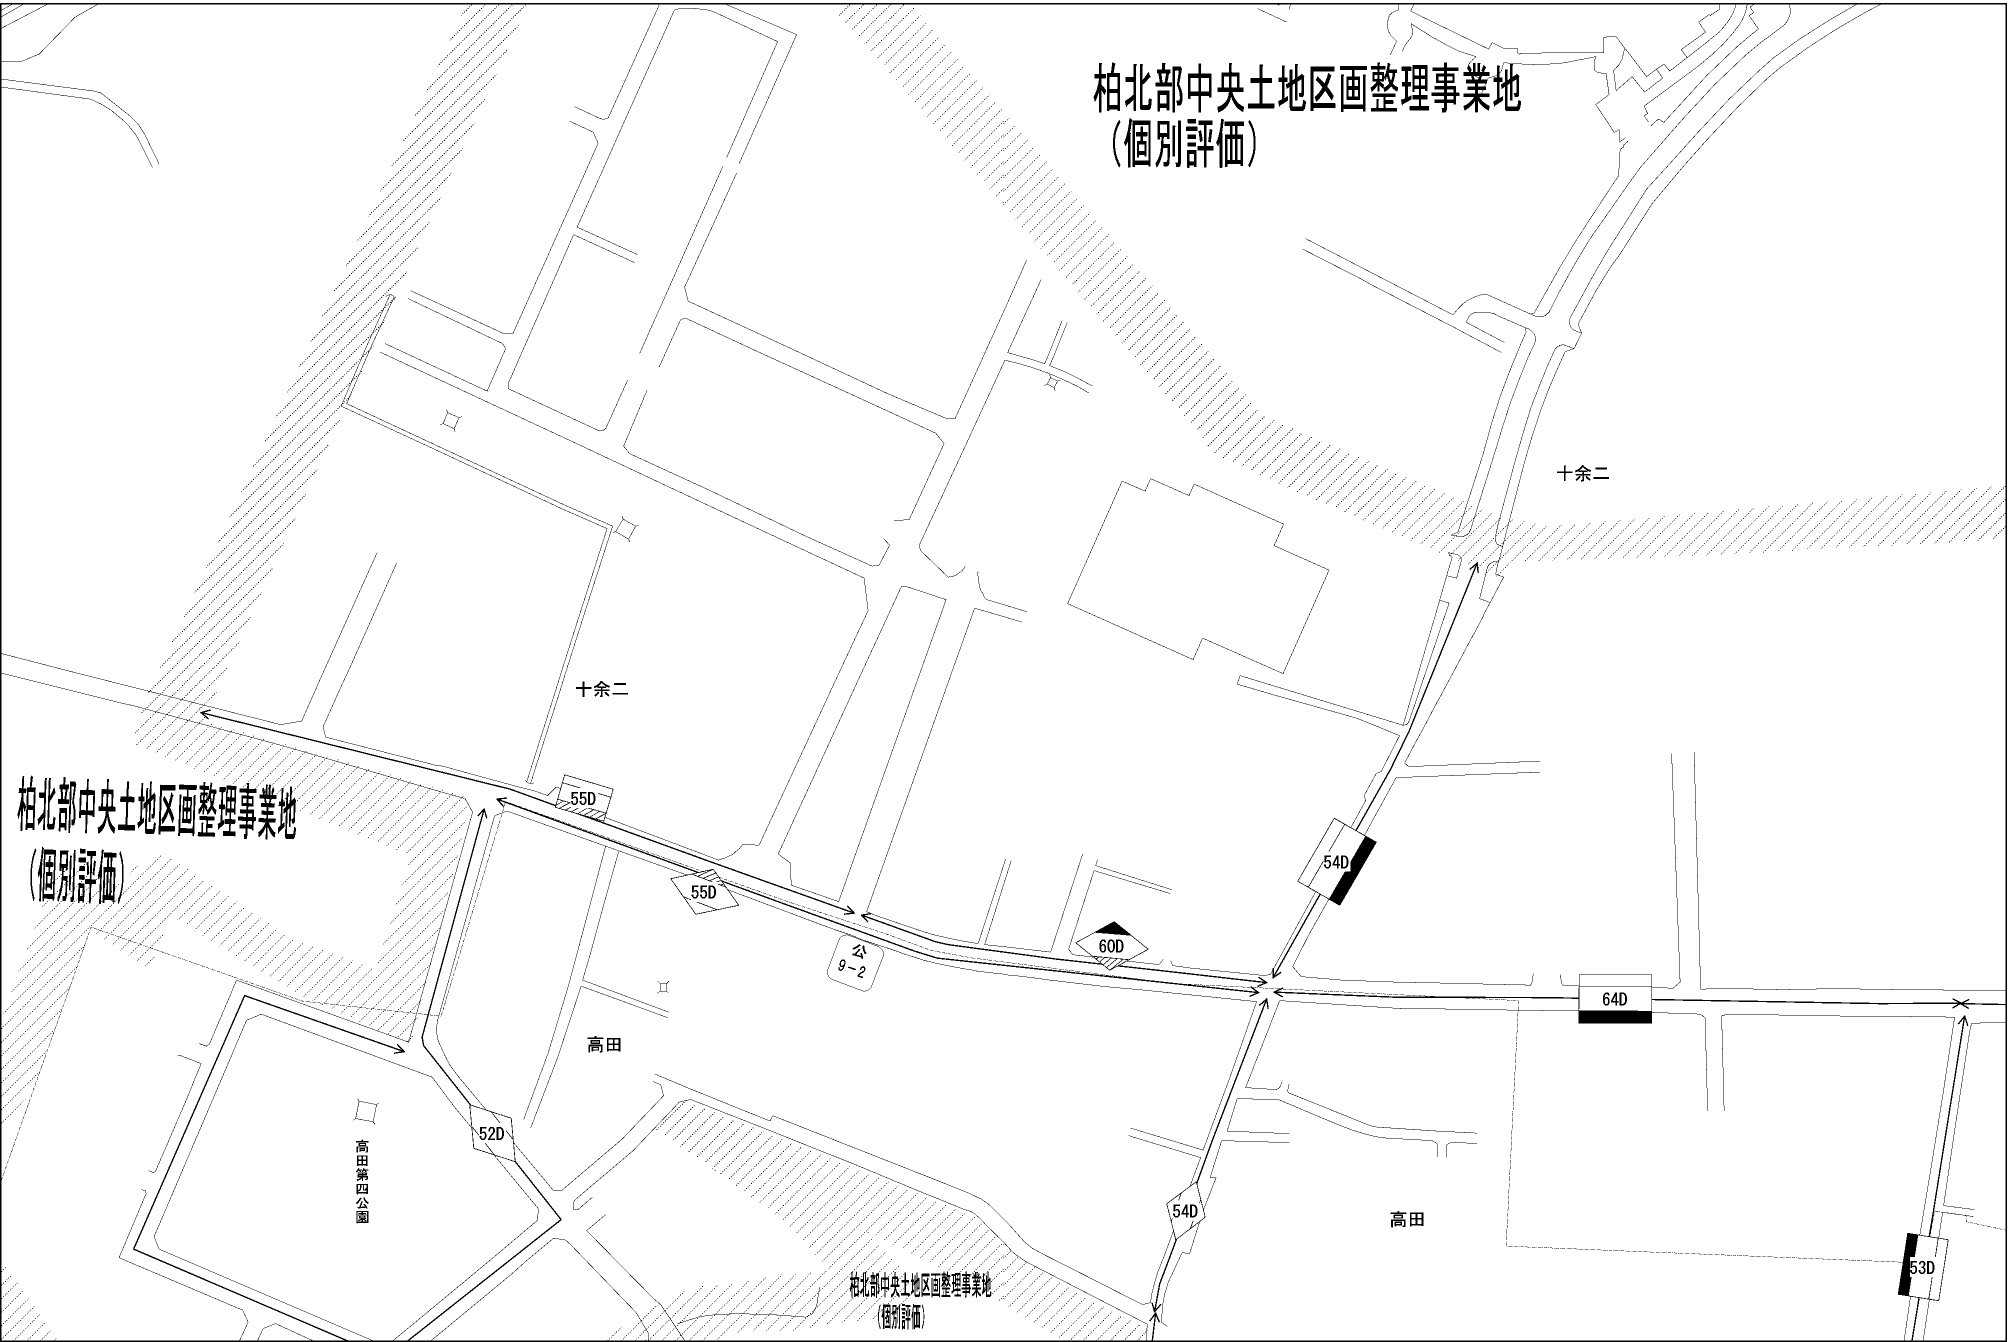 柏北部中央土地区画整理事業地
(個別評価)
十余二
十余二
柏北部中央土地区画整理事業地
(個別評価)
55D
55D
54D
公
9-2
60D
64D
高田
52D
高田第四公園
54D
高田
53D
柏北部中央土地区画整理事業地
(個別評価)